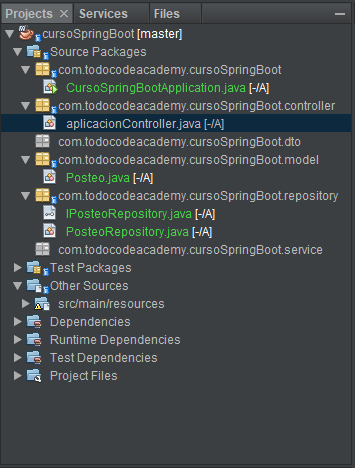 Projects Services Files
cursoSpringBoot [master]
Source Packages
com.todocodeacademy.cursoSpringBoot
CursoSpringBootApplication.java [-/A]
com.todocodeacademy.cursoSpringBoot.controller
aplicacionController.java [-/A]
com.todocodeacademy.cursoSpringBoot.dto
com.todocodeacademy.cursoSpringBoot.model
Posteo.java [-/A]
com.todocodeacademy.cursoSpringBoot.repository
IPosteoRepository.java [-/A]
PosteoRepository.java [-/A]
com.todocodeacademy.cursoSpringBoot.service
Test Packages
Other Sources
src/main/resources
Dependencies
Runtime Dependencies
Test Dependencies
Project Files